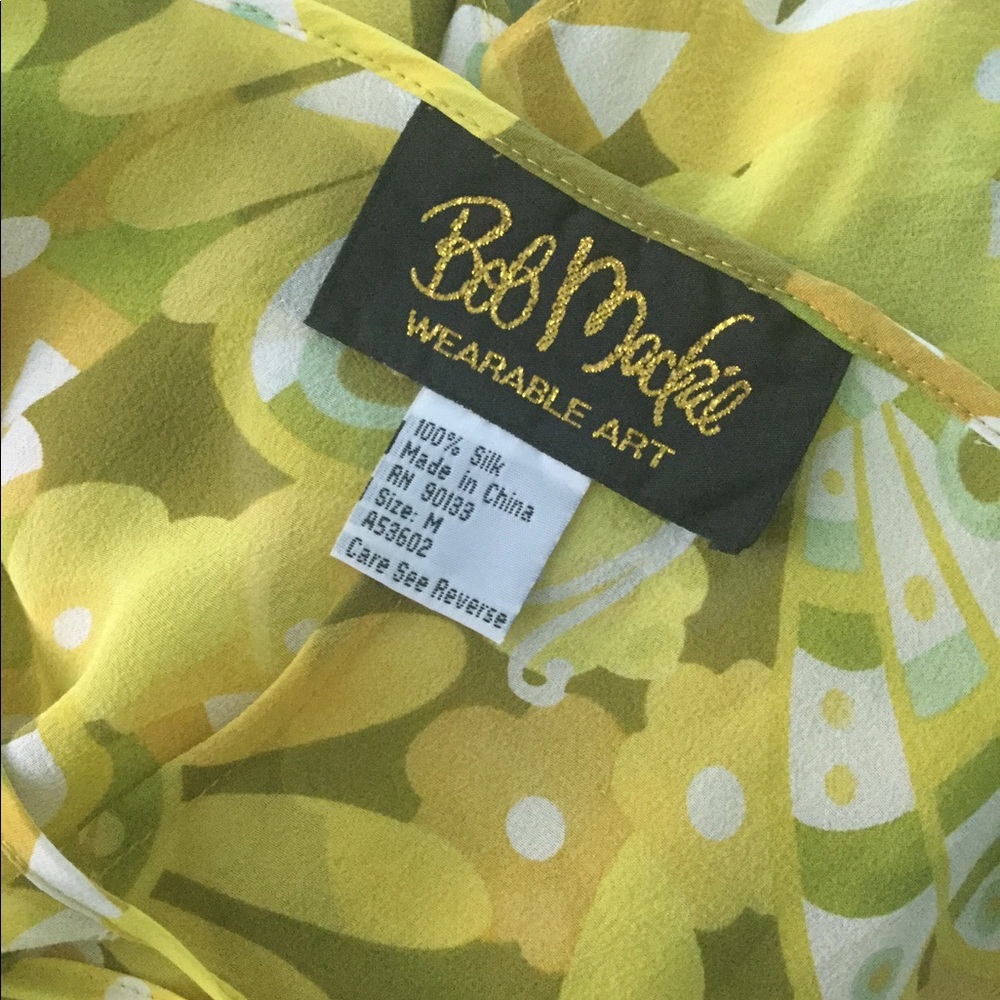 Bob Mackie
WEARABLE ART
100% Silk
Made in China
RN 90133
Size: M
A53602
Care See Reverse